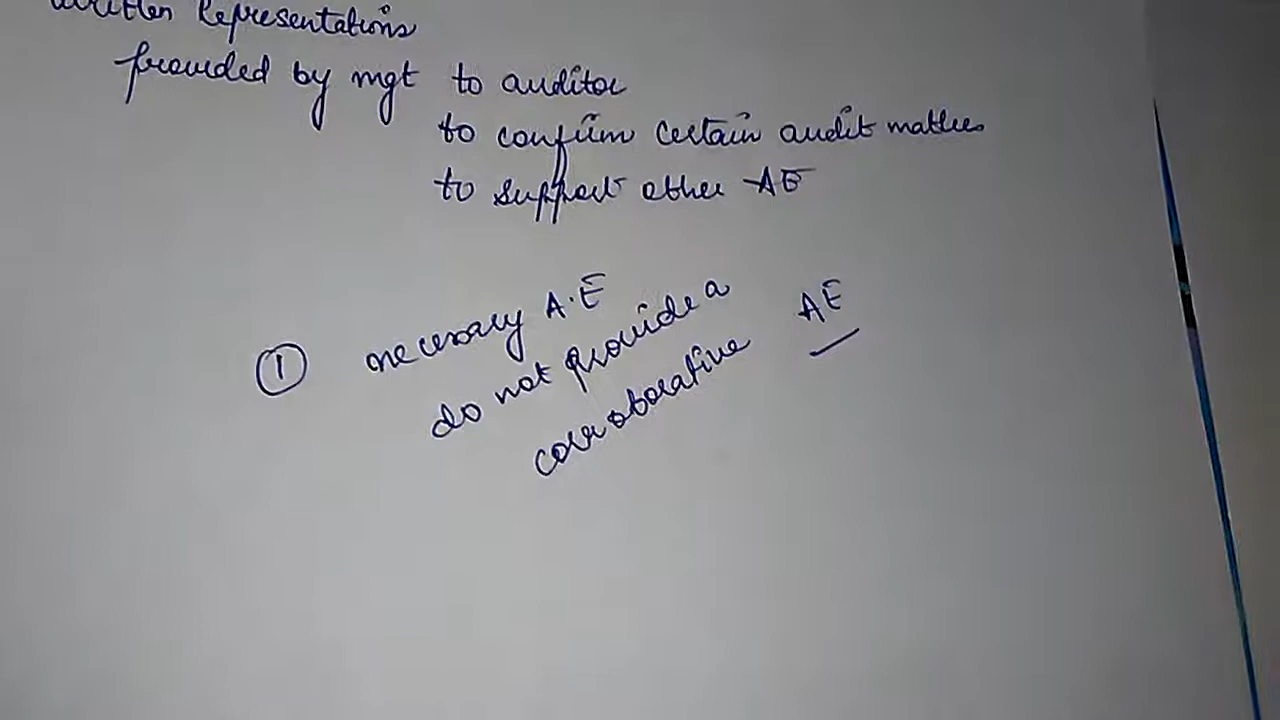 Written Representations
provided by mgt to auditor
to confirm certain audit matters
to support other AE
① necessary A.E
do not provide a
corroborative AE